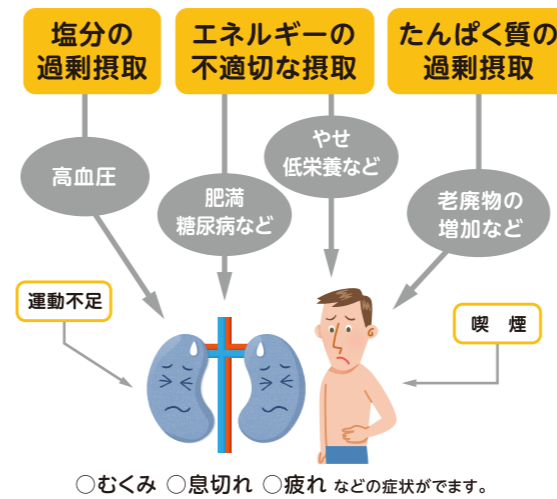 塩分の
過剰摂取
エネルギーの
不適切な摂取
たんぱく質の
過剰摂取
高血圧
肥満
糖尿病など
やせ
低栄養など
老廃物の
増加など
運動不足
喫 煙
○むくみ ○息切れ ○疲れ などの症状がでます。